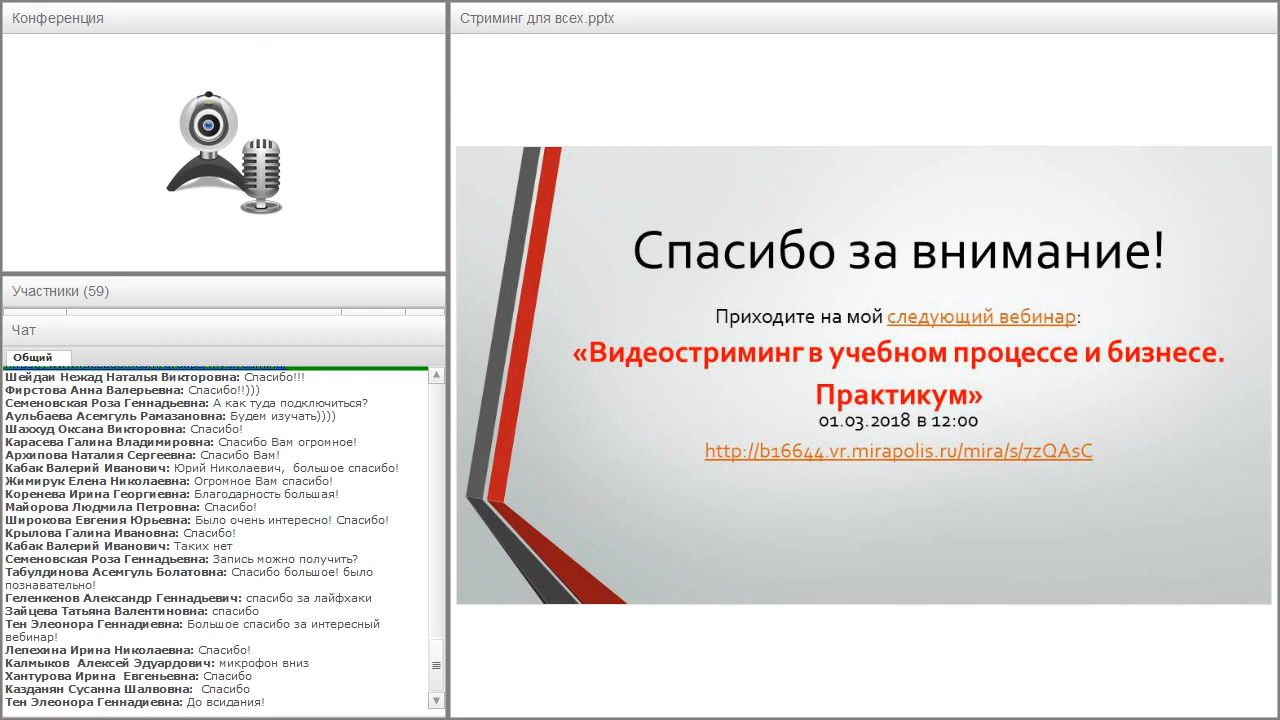 Конференция
Стриминг для всех.pptx
Участники (59)
Чат
Общий
Шейдаи Нежад Наталья Викторовна: Спасибо!!!
Фирстова Анна Валерьевна: Спасибо!!)))
Семеновская Роза Геннадьевна: А как туда подключиться?
Аульбаева Асемгуль Рамазановна: Будем изучать))))
Шаххуд Оксана Викторовна: Спасибо!
Карасева Галина Владимировна: Спасибо Вам огромное!
Архипова Наталия Сергеевна: Спасибо Вам!
Кабак Валерий Иванович: Юрий Николаевич, большое спасибо!
Жимирук Елена Николаевна: Огромное Вам спасибо!
Коренева Ирина Георгиевна: Благодарность большая!
Майорова Людмила Петровна: Спасибо!
Широкова Евгения Юрьевна: Было очень интересно! Спасибо!
Крылова Галина Ивановна: Спасибо!
Кабак Валерий Иванович: Таких нет
Семеновская Роза Геннадьевна: Запись можно получить?
Табулдинова Асемгуль Болатовна: Спасибо большое! было
познавательно!
Геленкенов Александр Геннадьевич: спасибо за лайфхаки
Зайцева Татьяна Валентиновна: спасибо
Тен Элеонора Геннадиевна: Большое спасибо за интересный
вебинар!
Лепехина Ирина Николаевна: Спасибо!
Калмыков Алексей Эдуардович: микрофон вниз
Хантурова Ирина Евгеньевна: Спасибо
Казданян Сусанна Шалвовна: Спасибо
Тен Элеонора Геннадиевна: До всидания!
Спасибо за внимание!
Приходите на мой следующий вебинар:
«Видеостриминг в учебном процессе и бизнесе.
Практикум»
01.03.2018 в 12:00
http://b16644.vr.mirapolis.ru/mira/s/7zQAsC